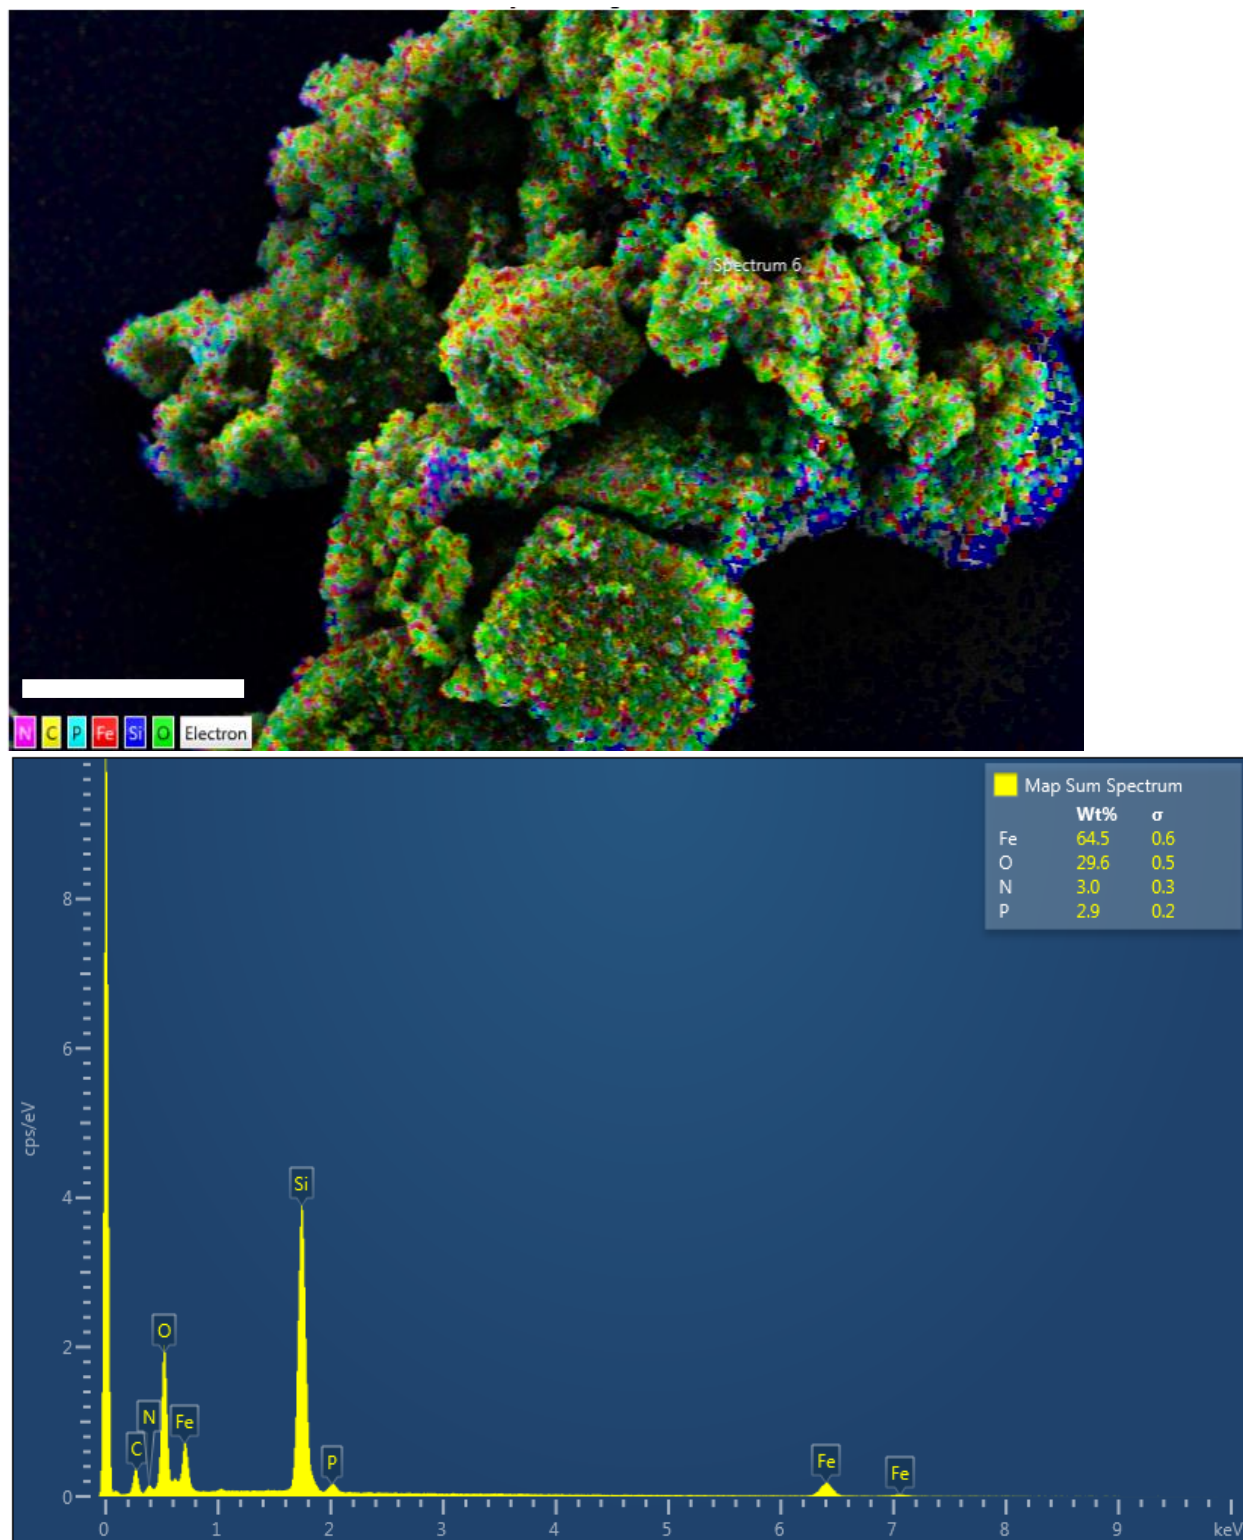 Spectrum 6
N C P Fe Si O Electron
Map Sum Spectrum
Wt% σ
Fe 64.5 0.6
O 29.6 0.5
N 3.0 0.3
P 2.9 0.2
8
6
cps/eV
4
Si
2
O
N
Fe
C
P
Fe
Fe
0
0 1 2 3 4 5 6 7 8 9 keV